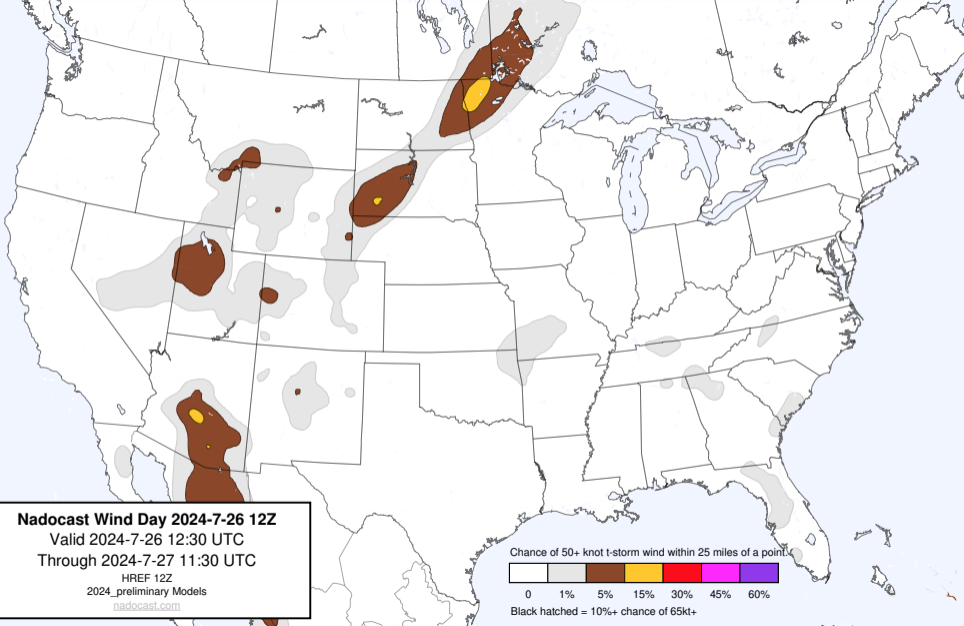 Nadocast Wind Day 2024-7-26 12Z
Valid 2024-7-26 12:30 UTC
Through 2024-7-27 11:30 UTC
HREF 12Z
2024_preliminary Models
nadocast.com
Chance of 50+ knot t-storm wind within 25 miles of a point.
0 1% 5% 15% 30% 45% 60%
Black hatched = 10%+ chance of 65kt+